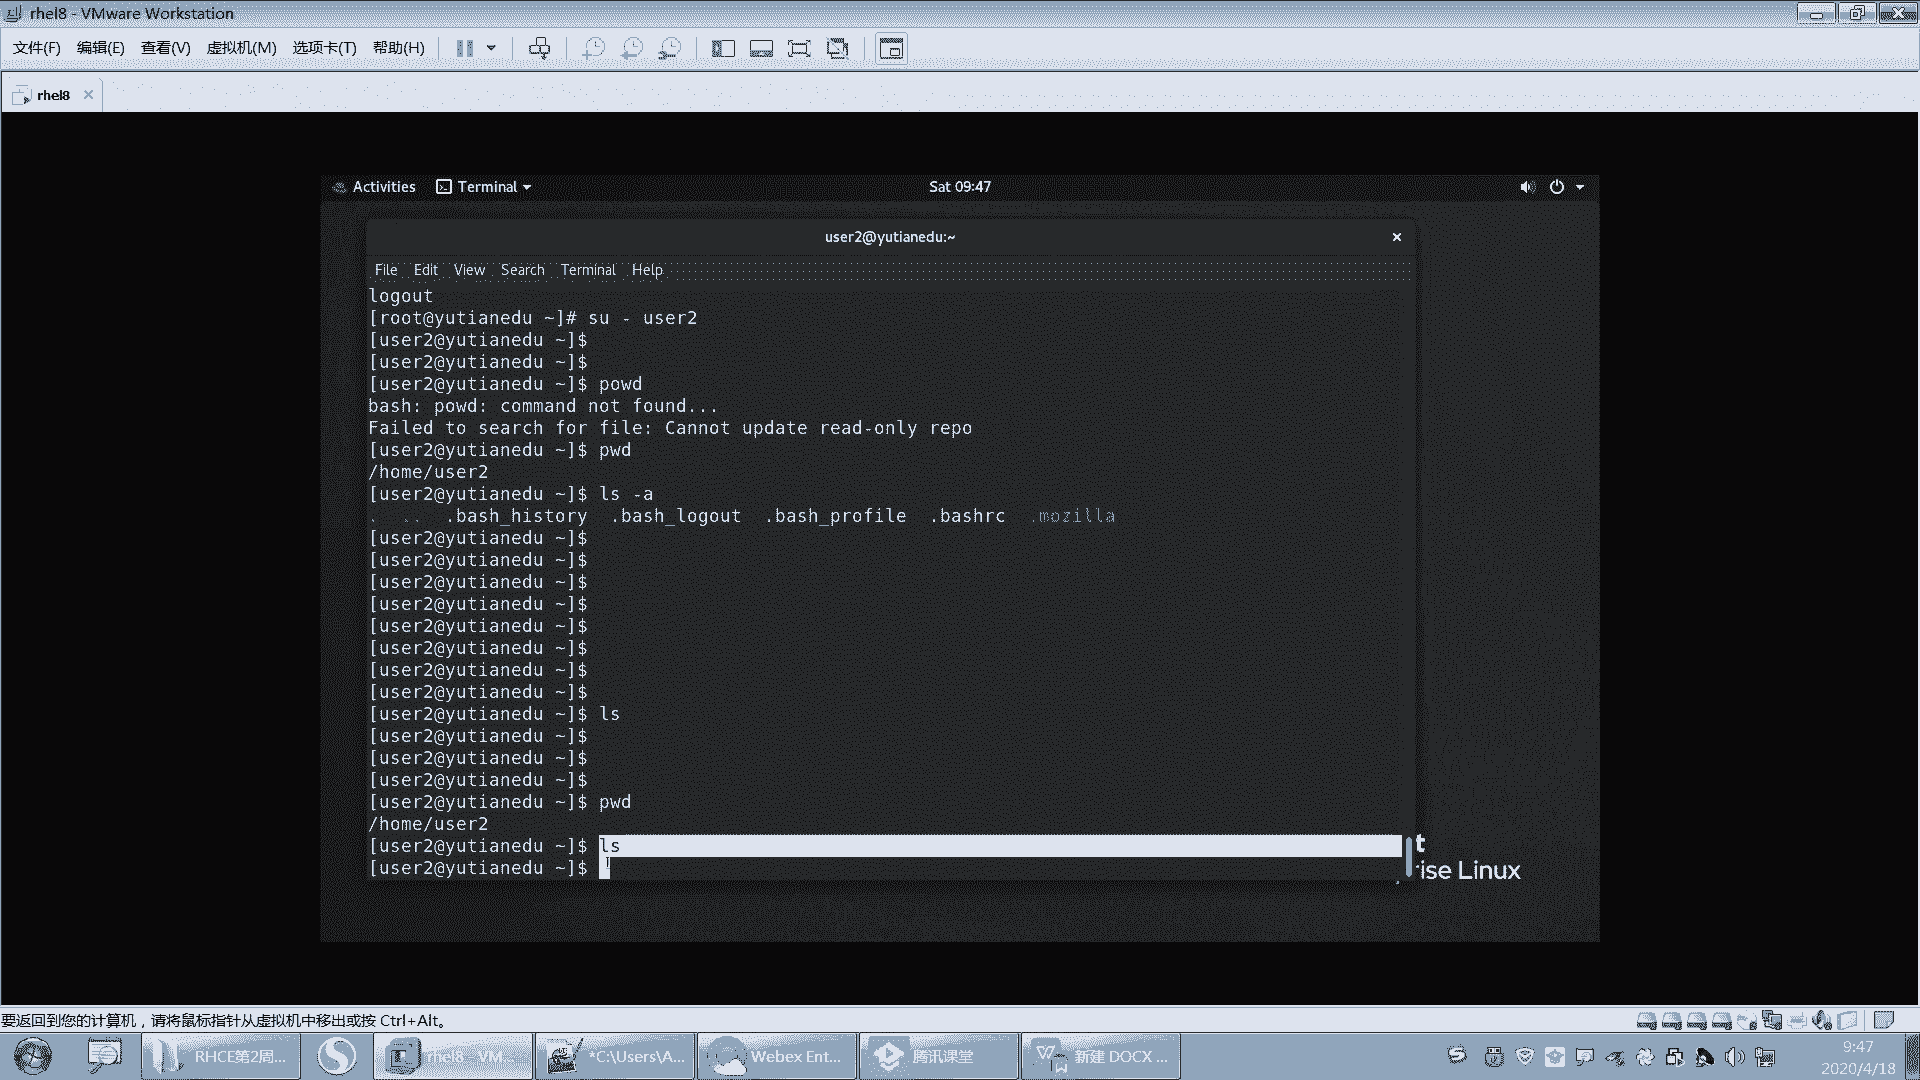 rhel8 - VMware Workstation
文件(F) 编辑(E) 查看(V) 虚拟机(M) 选项卡(T) 帮助(H)
rhel8
Activities Terminal Sat 09:47
user2@yutianedu:~
File Edit View Search Terminal Help
logout
[root@yutianedu ~]# su - user2
[user2@yutianedu ~]$
[user2@yutianedu ~]$
[user2@yutianedu ~]$ powd
bash: powd: command not found...
Failed to search for file: Cannot update read-only repo
[user2@yutianedu ~]$ pwd
/home/user2
[user2@yutianedu ~]$ ls -a
. .. .bash_history .bash_logout .bash_profile .bashrc .mozilla
[user2@yutianedu ~]$
[user2@yutianedu ~]$
[user2@yutianedu ~]$
[user2@yutianedu ~]$
[user2@yutianedu ~]$
[user2@yutianedu ~]$
[user2@yutianedu ~]$
[user2@yutianedu ~]$
[user2@yutianedu ~]$ ls
[user2@yutianedu ~]$
[user2@yutianedu ~]$
[user2@yutianedu ~]$
[user2@yutianedu ~]$ pwd
/home/user2
[user2@yutianedu ~]$ ls
[user2@yutianedu ~]$
t
rise Linux
要返回到您的计算机，请将鼠标指针从虚拟机中移出或按 Ctrl+Alt。
RHCE第2周... rhel8 - VM... *C:\Users\A... Webex Ent... 腾讯课堂 新建 DOCX ...
9:47
2020/4/18